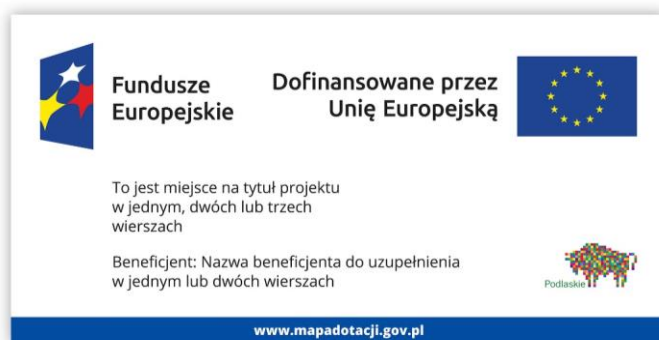 Fundusze
Europejskie
Dofinansowane przez
Unię Europejską
To jest miejsce na tytuł projektu
w jednym, dwóch lub trzech
wierszach
Beneficjent: Nazwa beneficjenta do uzupełnienia
w jednym lub dwóch wierszach
Podlaskie
www.mapadotacji.gov.pl